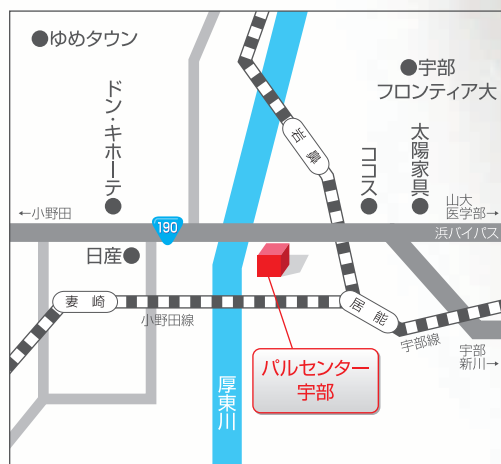 ゆめタウン
宇部
フロンティア大
ドン・キホーテ
岩鼻
ココス
太陽家具
←小野田
190
山大
医学部→
浜バイパス
日産
妻崎
小野田線
居能
宇部線
宇部
新川→
パルセンター
宇部
厚東川